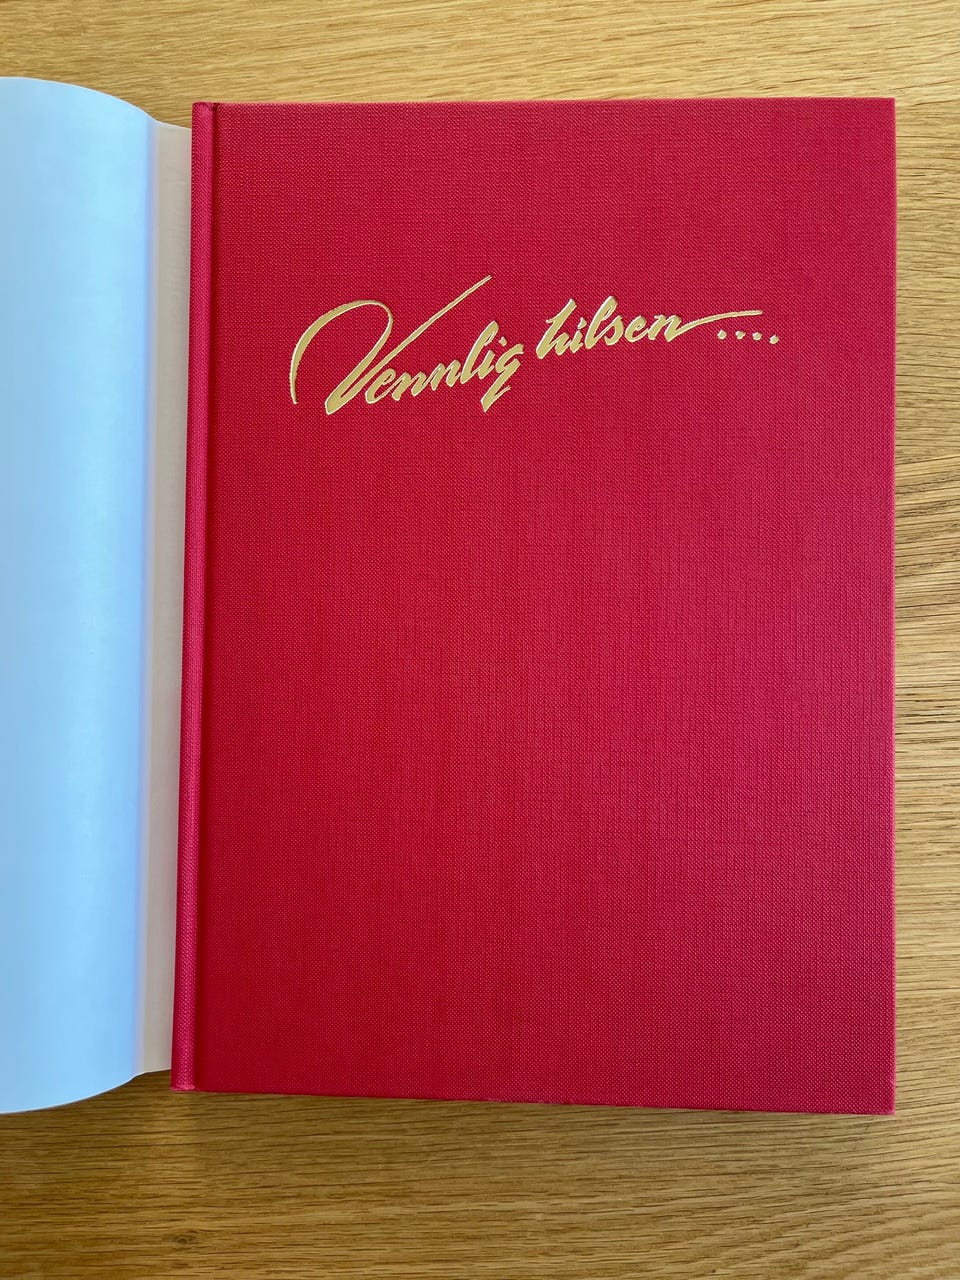 Vennlig hilsen ....